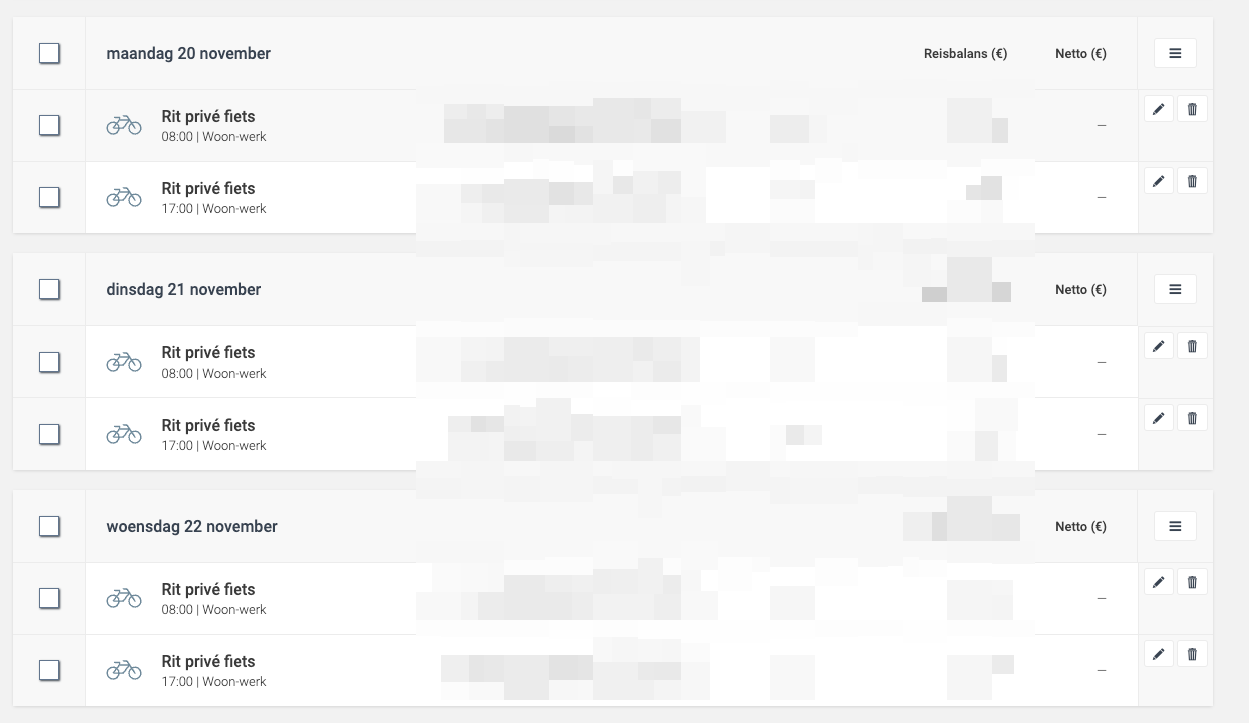 maandag 20 november
Reisbalans (€)
Netto (€)
Rit privé fiets
08:00 | Woon-werk
–
Rit privé fiets
17:00 | Woon-werk
–
dinsdag 21 november
Netto (€)
Rit privé fiets
08:00 | Woon-werk
–
Rit privé fiets
17:00 | Woon-werk
–
woensdag 22 november
Netto (€)
Rit privé fiets
08:00 | Woon-werk
–
Rit privé fiets
17:00 | Woon-werk
–